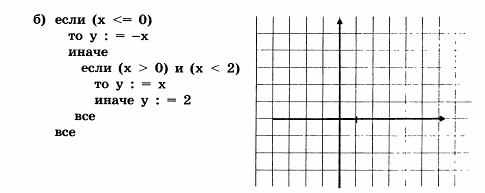 б) если (x <= 0)
то y : = –x
иначе
если (x > 0) и (x < 2)
то y : = x
иначе y : = 2
все
все